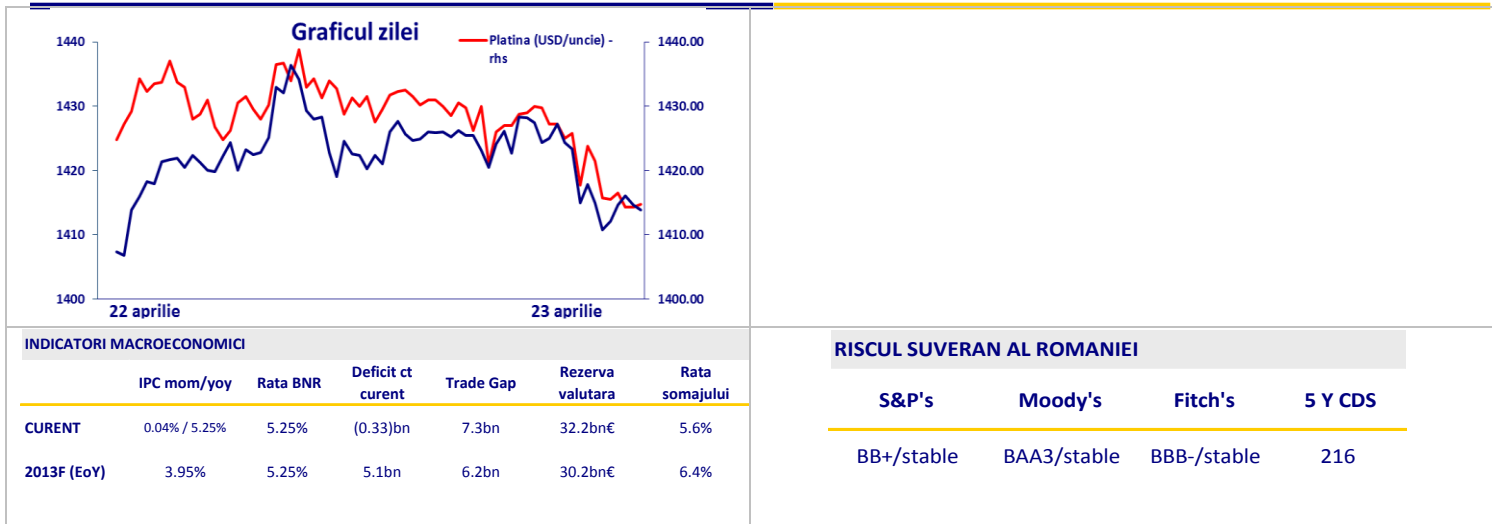 Graficul zilei
Platina (USD/uncie) -
rhs
1440
1430
1420
1410
1400
1440.00
1430.00
1420.00
1410.00
1400.00
22 aprilie
23 aprilie
INDICATORI MACROECONOMICI
IPC mom/yoy Rata BNR Deficit ct curent Trade Gap Rezerva valutara Rata somajului
CURENT 0.04% / 5.25% 5.25% (0.33)bn 7.3bn 32.2bn€ 5.6%
2013F (EoY) 3.95% 5.25% 5.1bn 6.2bn 30.2bn€ 6.4%
RISCUL SUVERAN AL ROMANIEI
S&P's Moody's Fitch's 5 Y CDS
BB+/stable BAA3/stable BBB-/stable 216